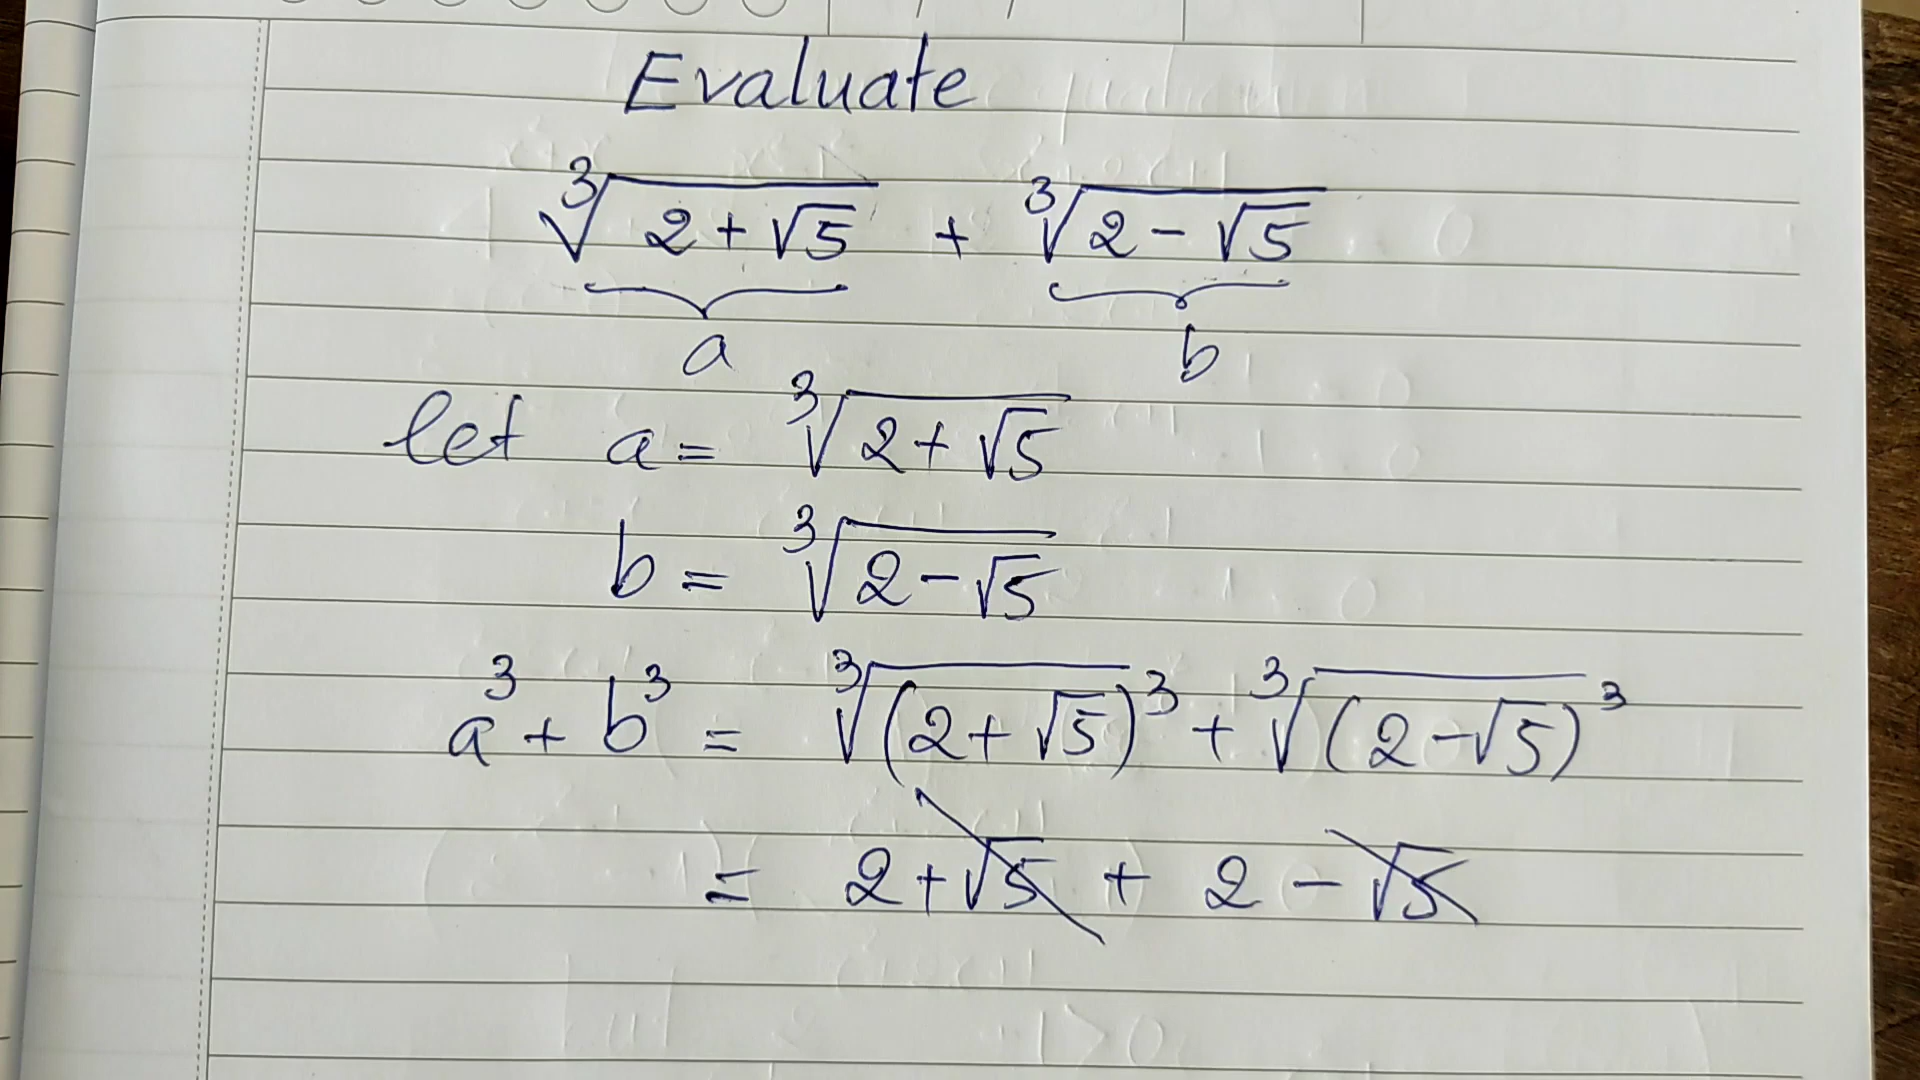 Evaluate
∛(2 + √5) + ∛(2 - √5)
a b
let a = ∛(2 + √5)
b = ∛(2 - √5)
a³ + b³ = ∛(2 + √5)³ + ∛(2 - √5)³
= 2 + √5 + 2 - √5